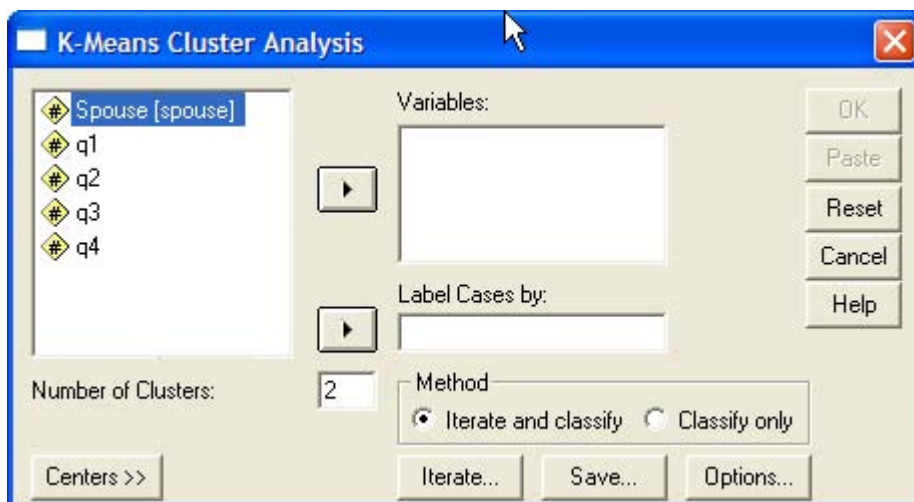 K-Means Cluster Analysis
Spouse [spouse]
q1
q2
q3
q4
Variables:
Label Cases by:
OK
Paste
Reset
Cancel
Help
Number of Clusters: 2
Method
Iterate and classify Classify only
Centers >> Iterate... Save... Options...